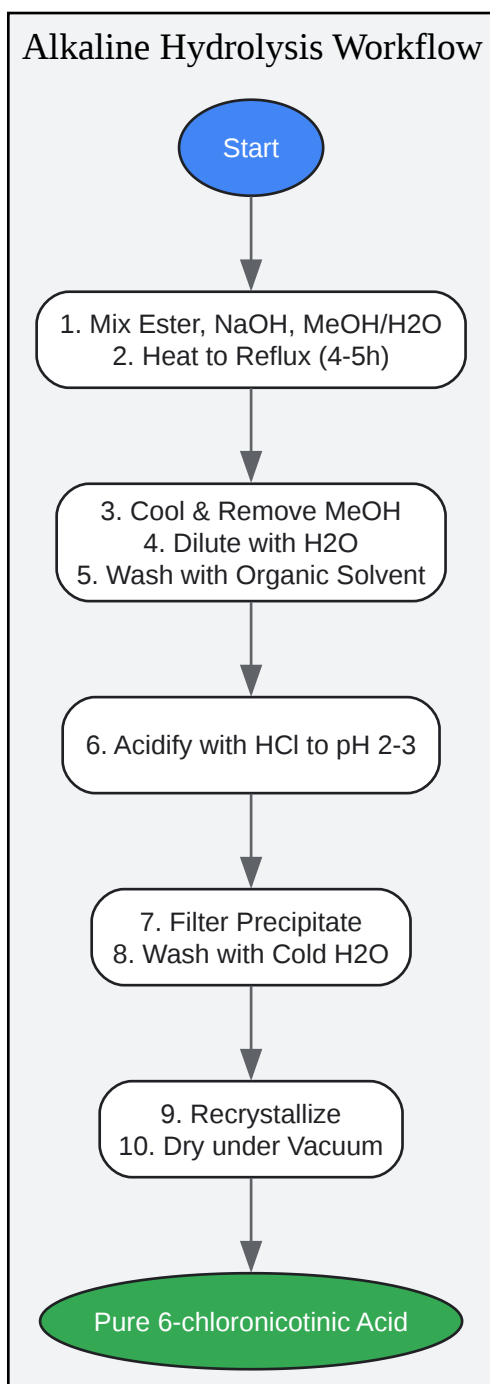 Alkaline Hydrolysis Workflow
Start
1. Mix Ester, NaOH, MeOH/H2O
2. Heat to Reflux (4-5h)
3. Cool & Remove MeOH
4. Dilute with H2O
5. Wash with Organic Solvent
6. Acidify with HCl to pH 2-3
7. Filter Precipitate
8. Wash with Cold H2O
9. Recrystallize
10. Dry under Vacuum
Pure 6-chloronicotinic Acid